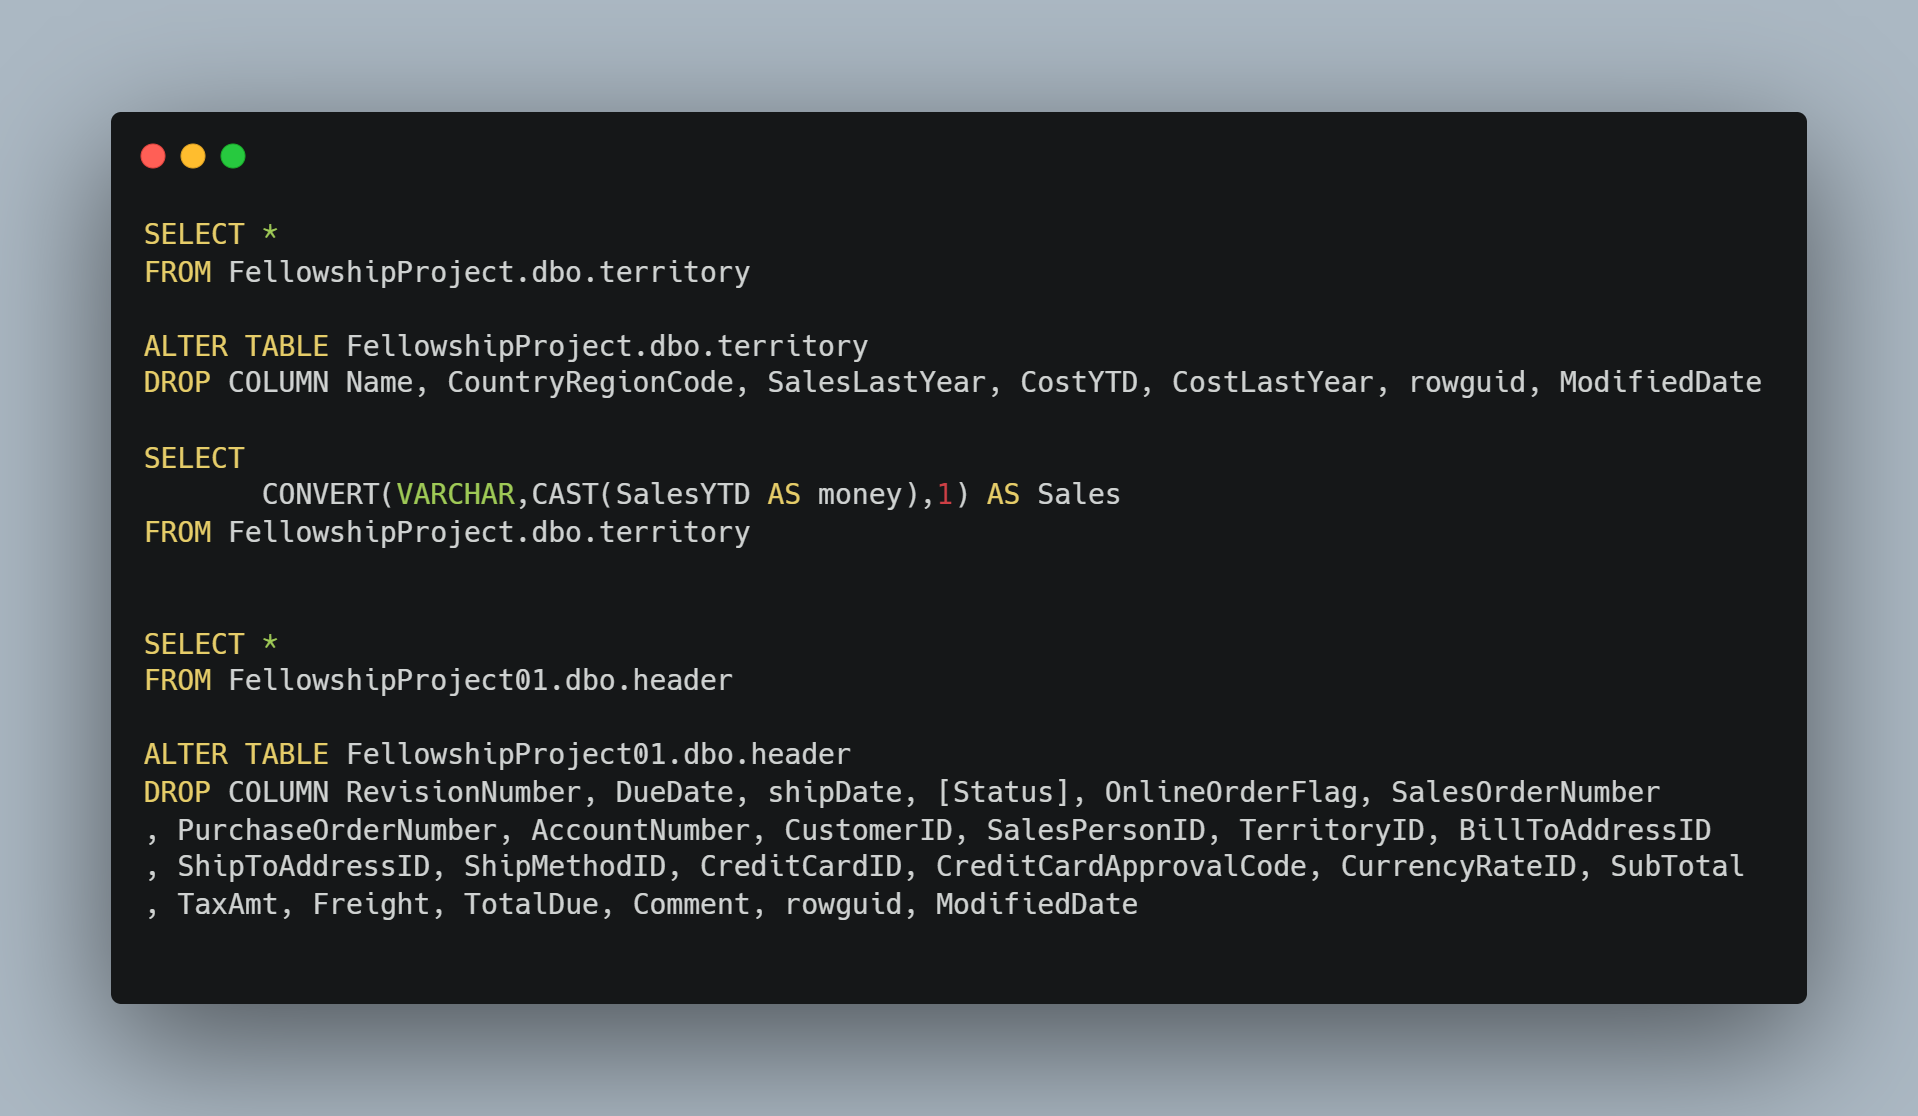 SELECT *
FROM FellowshipProject.dbo.territory
ALTER TABLE FellowshipProject.dbo.territory
DROP COLUMN Name, CountryRegionCode, SalesLastYear, CostYTD, CostLastYear, rowguid, ModifiedDate
SELECT
CONVERT(VARCHAR,CAST(SalesYTD AS money),1) AS Sales
FROM FellowshipProject.dbo.territory
SELECT *
FROM FellowshipProject01.dbo.header
ALTER TABLE FellowshipProject01.dbo.header
DROP COLUMN RevisionNumber, DueDate, shipDate, [Status], OnlineOrderFlag, SalesOrderNumber
, PurchaseOrderNumber, AccountNumber, CustomerID, SalesPersonID, TerritoryID, BillToAddressID
, ShipToAddressID, ShipMethodID, CreditCardID, CreditCardApprovalCode, CurrencyRateID, SubTotal
, TaxAmt, Freight, TotalDue, Comment, rowguid, ModifiedDate